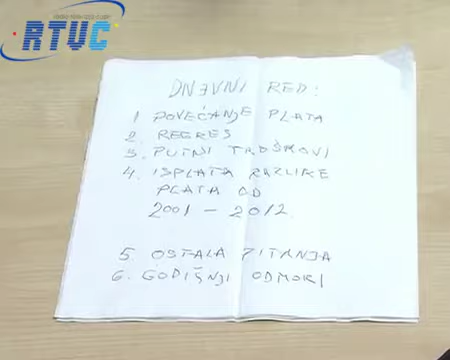 RTVC
DNEVNI RED:
1 POVEĆANJE PLATA
2. REGRES
3. PUTNI TROŠKOVI
4. ISPLATA RAZLIKE
PLATA OD
2001 - 2012.
5. OSTALA PITANJA
6. GODIŠNJI ODMORI